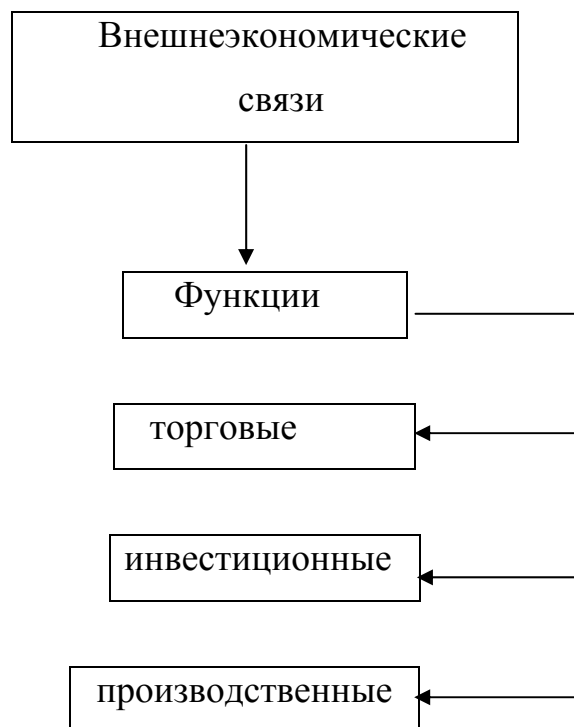 Внешнеэкономические
связи
Функции
торговые
инвестиционные
производственные